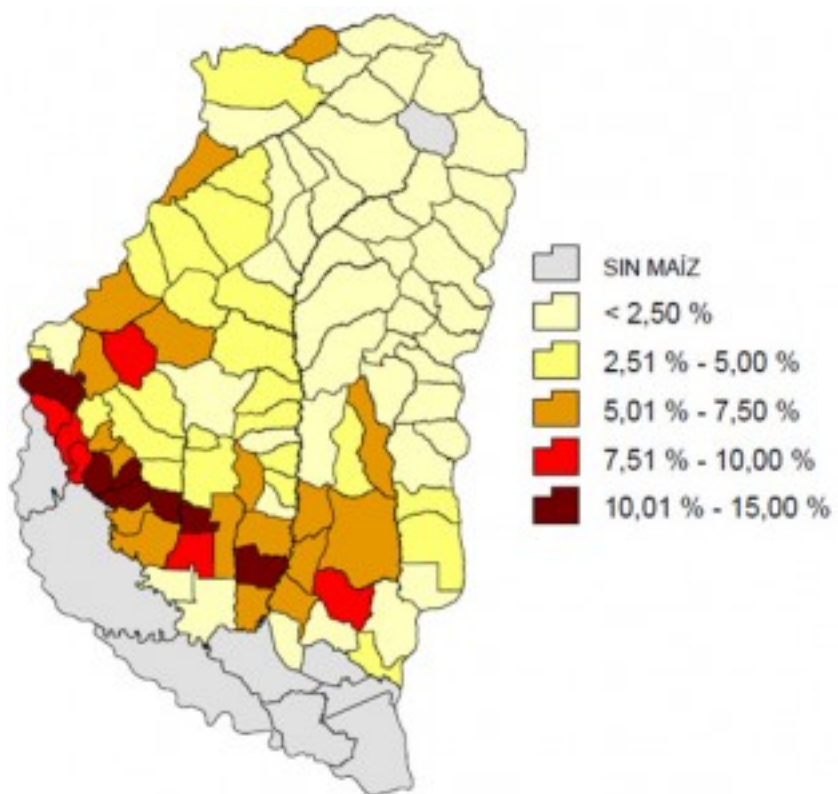 SIN MAÍZ
< 2,50 %
2,51 % - 5,00 %
5,01 % - 7,50 %
7,51 % - 10,00 %
10,01 % - 15,00 %